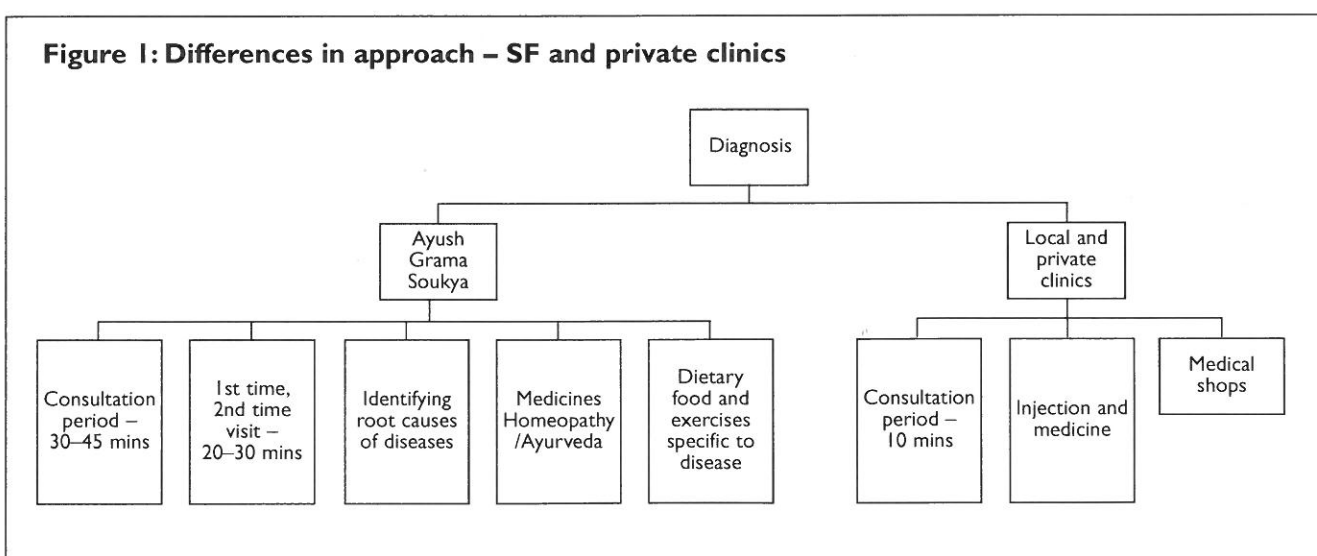 Figure 1: Differences in approach – SF and private clinics
Diagnosis
Ayush
Grama
Soukya
Local and
private
clinics
Consultation
period –
30–45 mins
1st time,
2nd time
visit –
20–30 mins
Identifying
root causes
of diseases
Medicines
Homeopathy
/Ayurveda
Dietary
food and
exercises
specific to
disease
Consultation
period –
10 mins
Injection and
medicine
Medical
shops